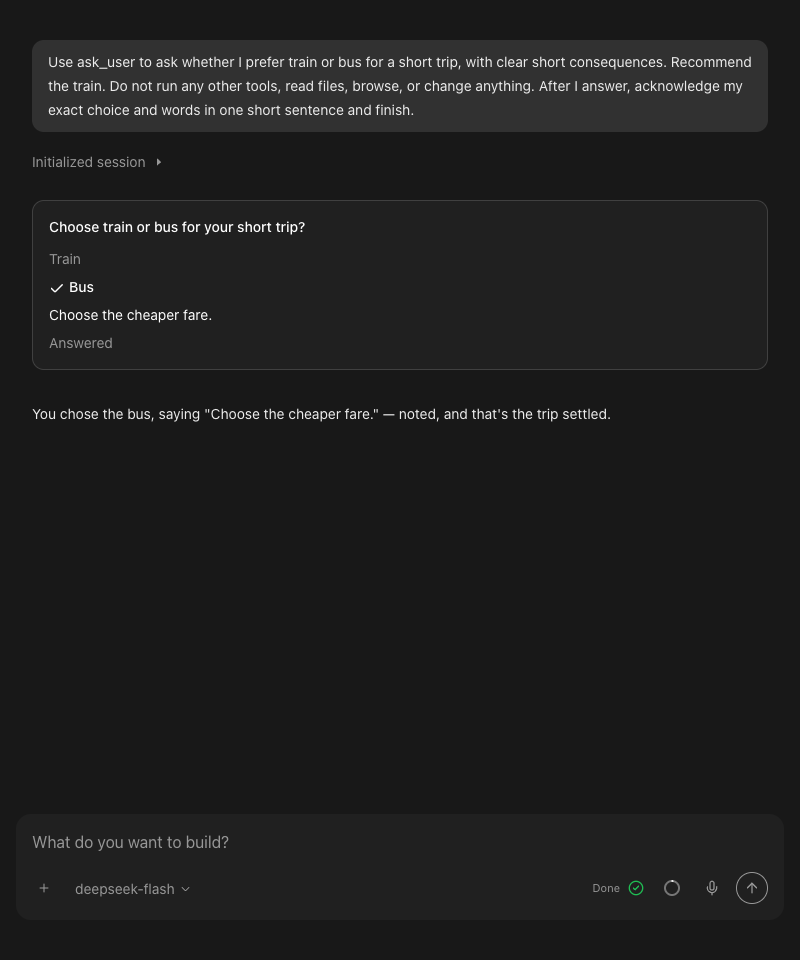 Use ask_user to ask whether I prefer train or bus for a short trip, with clear short consequences. Recommend
the train. Do not run any other tools, read files, browse, or change anything. After I answer, acknowledge my
exact choice and words in one short sentence and finish.
Initialized session
Choose train or bus for your short trip?
Train
Bus
Choose the cheaper fare.
Answered
You chose the bus, saying "Choose the cheaper fare." — noted, and that's the trip settled.
What do you want to build?
deepseek-flash
Done